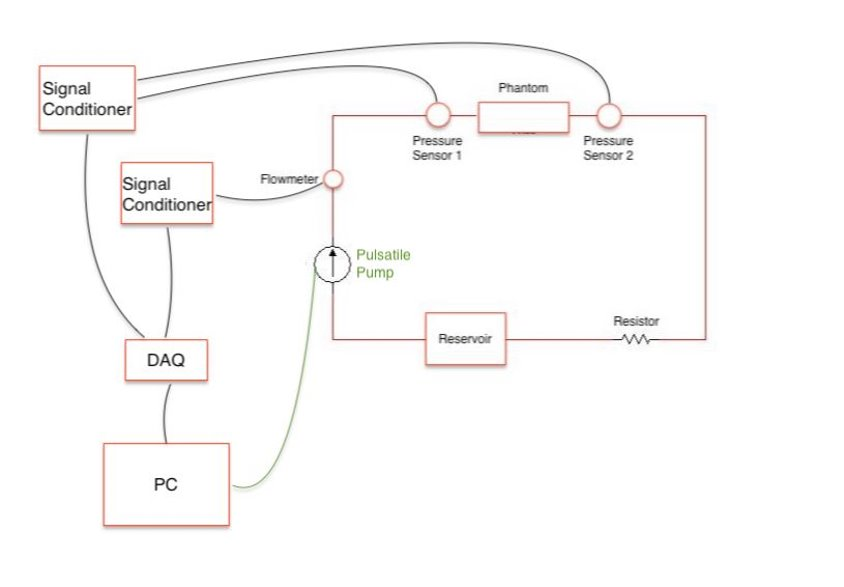 Phantom
Signal
Conditioner
Pressure
Sensor 1
Pressure
Sensor 2
Signal
Conditioner
Flowmeter
Pulsatile
Pump
Resistor
Reservoir
DAQ
PC